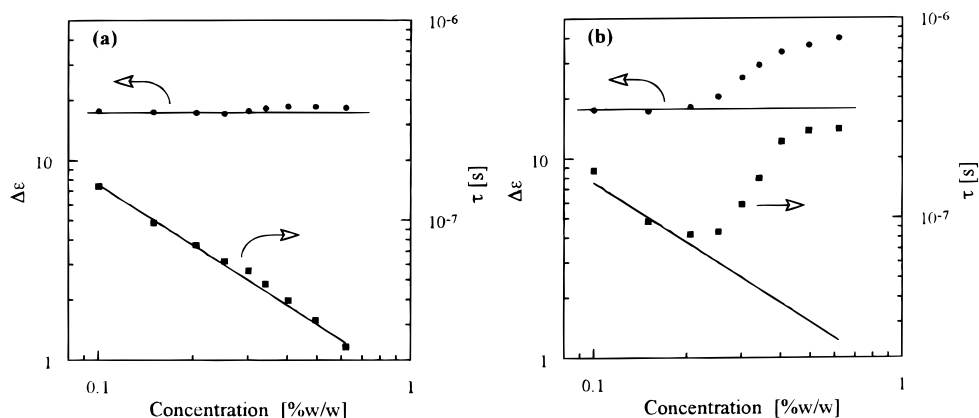 (a)
10⁻⁶
10
Δε
τ [s]
10⁻⁷
1
0.1
1
Concentration [%w/w]
(b)
10⁻⁶
10
Δε
τ [s]
10⁻⁷
1
0.1
1
Concentration [%w/w]